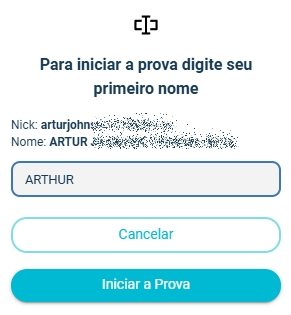 Para iniciar a prova digite seu
primeiro nome
Nick: arturjohn
Nome: ARTUR
ARTHUR
Cancelar
Iniciar a Prova